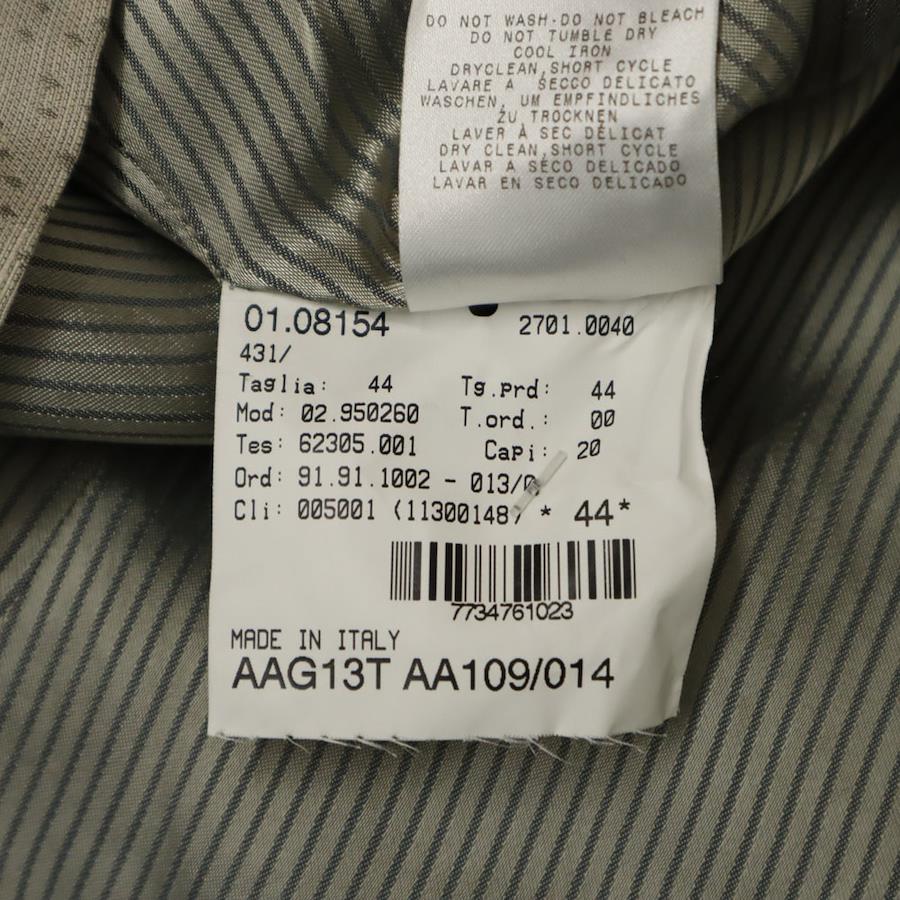 DO NOT WASH-DO NOT BLEACH
DO NOT TUMBLE DRY
COOL IRON
DRYCLEAN,SHORT CYCLE
LAVARE A SECCO DELICATO
WASCHEN, UM EMPFINDLICHES
ZU TROCKNEN
LAVER À SEC DÉLICAT
DRY CLEAN,SHORT CYCLE
LAVAR A SECO DELICADO
LAVAR EN SECO DELICADO
01.08154 2701.0040
431/
Taglia: 44 Tg.prd: 44
Mod: 02.950260 T.ord.: 00
Tes: 62305.001 Capi: 20
Ord: 91.91.1002 - 013/
Cli: 005001 (11300148) * 44*
7734761023
MADE IN ITALY
AAG13T AA109/014